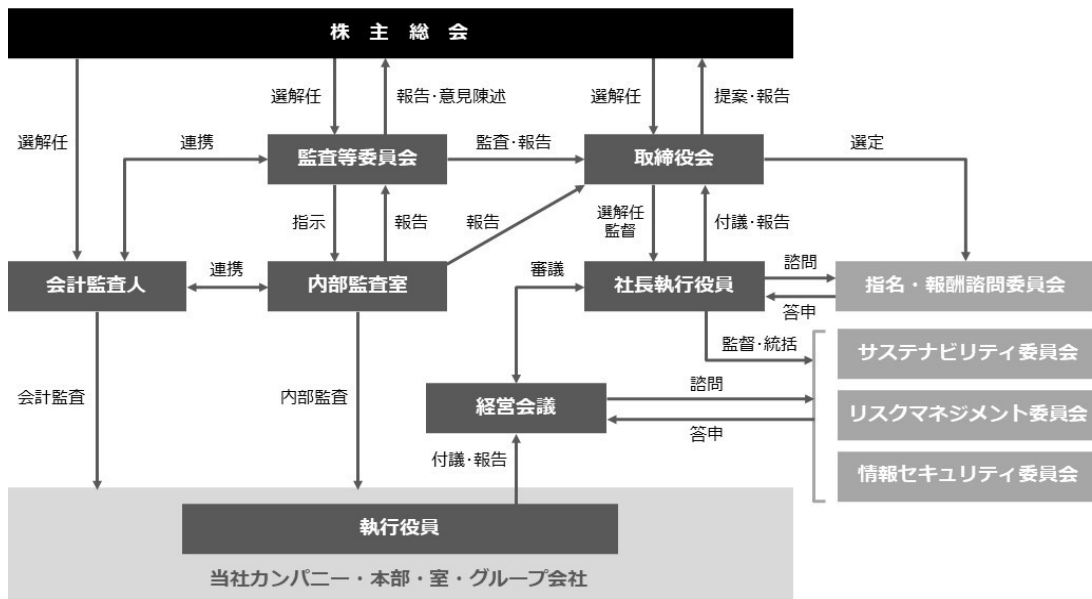 株主総会
選解任
報告・意見陳述
選解任
提案・報告
選解任
連携
監査等委員会
監査・報告
取締役会
選定
指示
報告
報告
選解任
監督
付議・報告
会計監査人
連携
内部監査室
審議
社長執行役員
諮問
答申
指名・報酬諮問委員会
監督・統括
サステナビリティ委員会
会計監査
内部監査
経営会議
諮問
答申
リスクマネジメント委員会
付議・報告
情報セキュリティ委員会
執行役員
当社カンパニー・本部・室・グループ会社